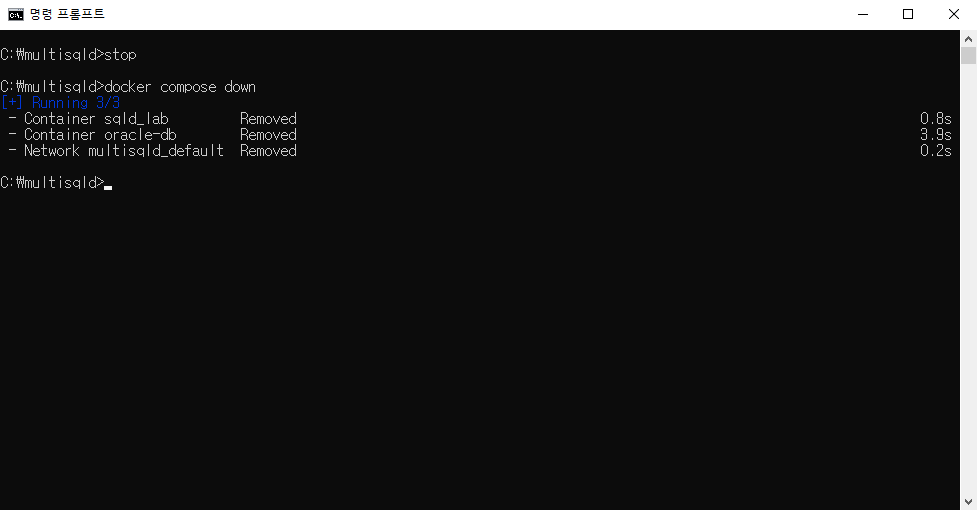 명령 프롬프트
C:\multisqld>stop
C:\multisqld>docker compose down
[+] Running 3/3
- Container sqld_lab Removed 0.8s
- Container oracle-db Removed 3.9s
- Network multisqld_default Removed 0.2s
C:\multisqld>